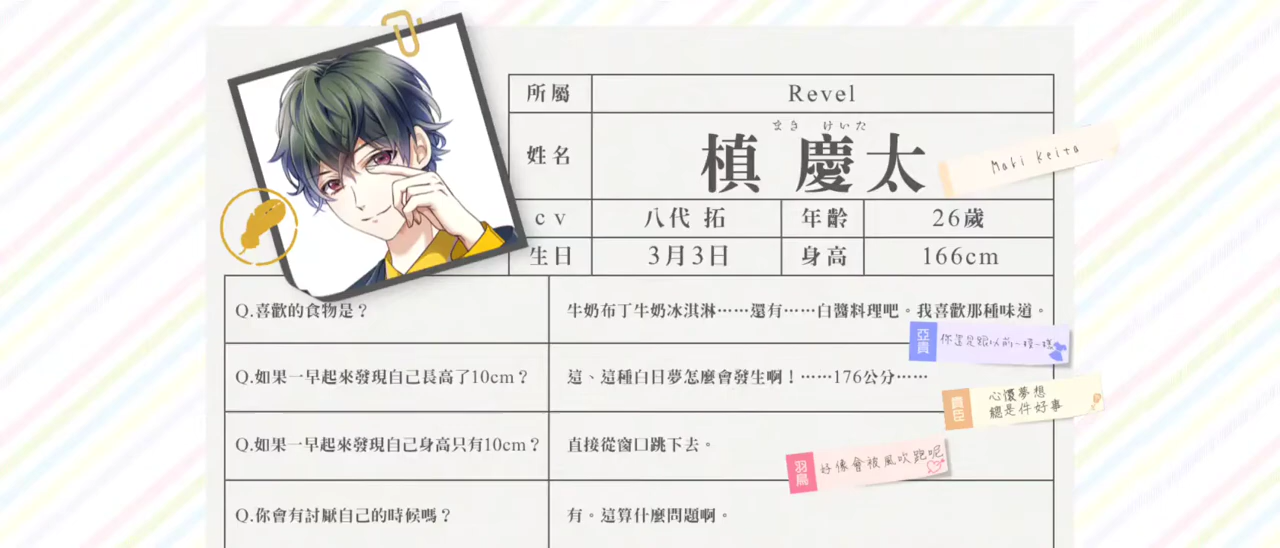 所屬 Revel
まき けいた
姓名 槙 慶太
Maki Keita
cv 八代 拓 年齡 26歲
生日 3月3日 身高 166cm
Q.喜歡的食物是？ 牛奶布丁牛奶冰淇淋……還有……白醬料理吧。我喜歡那種味道。
亞貴 你還是跟以前一模一樣
Q.如果一早起來發現自己長高了10cm？ 這、這種白日夢怎麼會發生啊！……176公分……
貴臣 心懷夢想
總是件好事
Q.如果一早起來發現自己身高只有10cm？ 直接從窗口跳下去。
羽鳥 好像會被風吹跑呢
Q.你會有討厭自己的時候嗎？ 有。這算什麼問題啊。